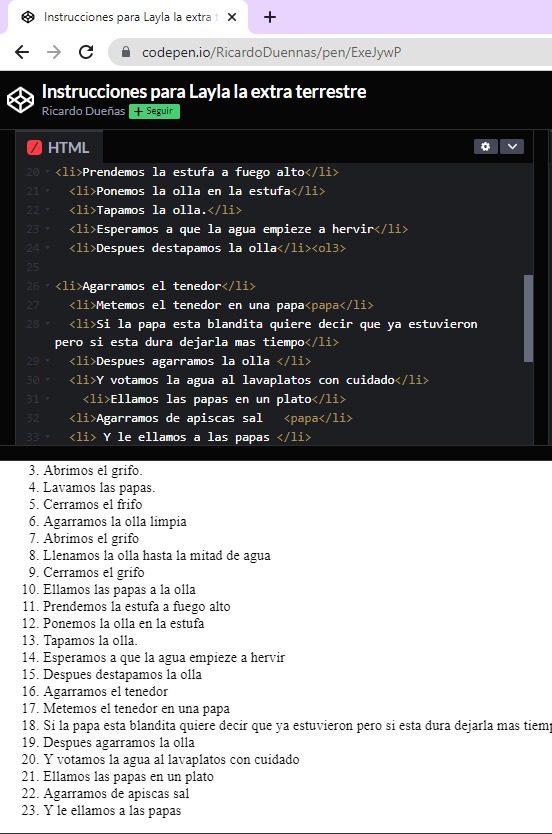 Instrucciones para Layla la extra t
codepen.io/RicardoDuennas/pen/ExeJywP
Instrucciones para Layla la extra terrestre
Ricardo Dueñas + Seguir
HTML
20 <li>Prendemos la estufa a fuego alto</li>
21 <li>Ponemos la olla en la estufa</li>
22 <li>Tapamos la olla.</li>
23 <li>Esperamos a que la agua empieze a hervir</li>
24 <li>Despues destapamos la olla</li><ol3>
25
26 <li>Agarramos el tenedor</li>
27 <li>Metemos el tenedor en una papa<papa</li>
28 <li>Si la papa esta blandita quiere decir que ya estuvieron
pero si esta dura dejarla mas tiempo</li>
29 <li>Despues agarramos la olla </li>
30 <li>Y votamos la agua al lavaplatos con cuidado</li>
31 <li>Ellamos las papas en un plato</li>
32 <li>Agarramos de apiscas sal <papa</li>
33 <li> Y le ellamos a las papas </li>
3. Abrimos el grifo.
4. Lavamos las papas.
5. Cerramos el frifo
6. Agarramos la olla limpia
7. Abrimos el grifo
8. Llenamos la olla hasta la mitad de agua
9. Cerramos el grifo
10. Ellamos las papas a la olla
11. Prendemos la estufa a fuego alto
12. Ponemos la olla en la estufa
13. Tapamos la olla.
14. Esperamos a que la agua empieze a hervir
15. Despues destapamos la olla
16. Agarramos el tenedor
17. Metemos el tenedor en una papa
18. Si la papa esta blandita quiere decir que ya estuvieron pero si esta dura dejarla mas tiem
19. Despues agarramos la olla
20. Y votamos la agua al lavaplatos con cuidado
21. Ellamos las papas en un plato
22. Agarramos de apiscas sal
23. Y le ellamos a las papas